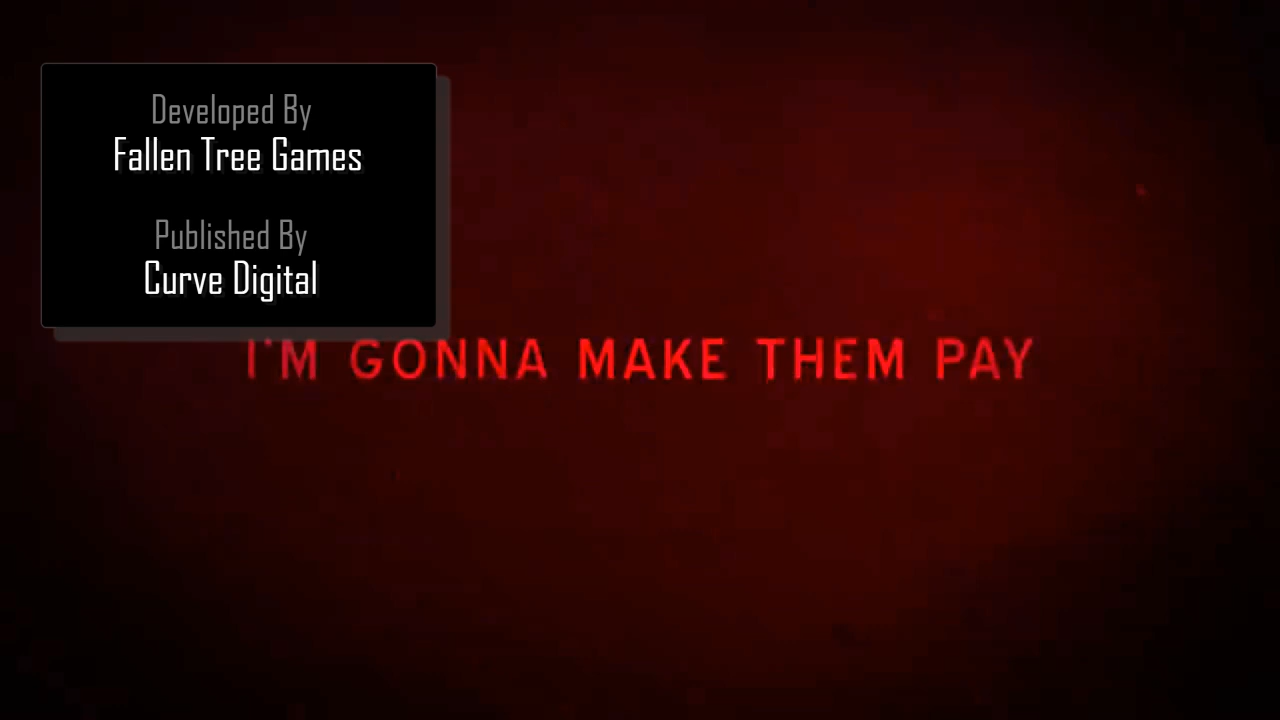 Developed By
Fallen Tree Games
Published By
Curve Digital
I'M GONNA MAKE THEM PAY